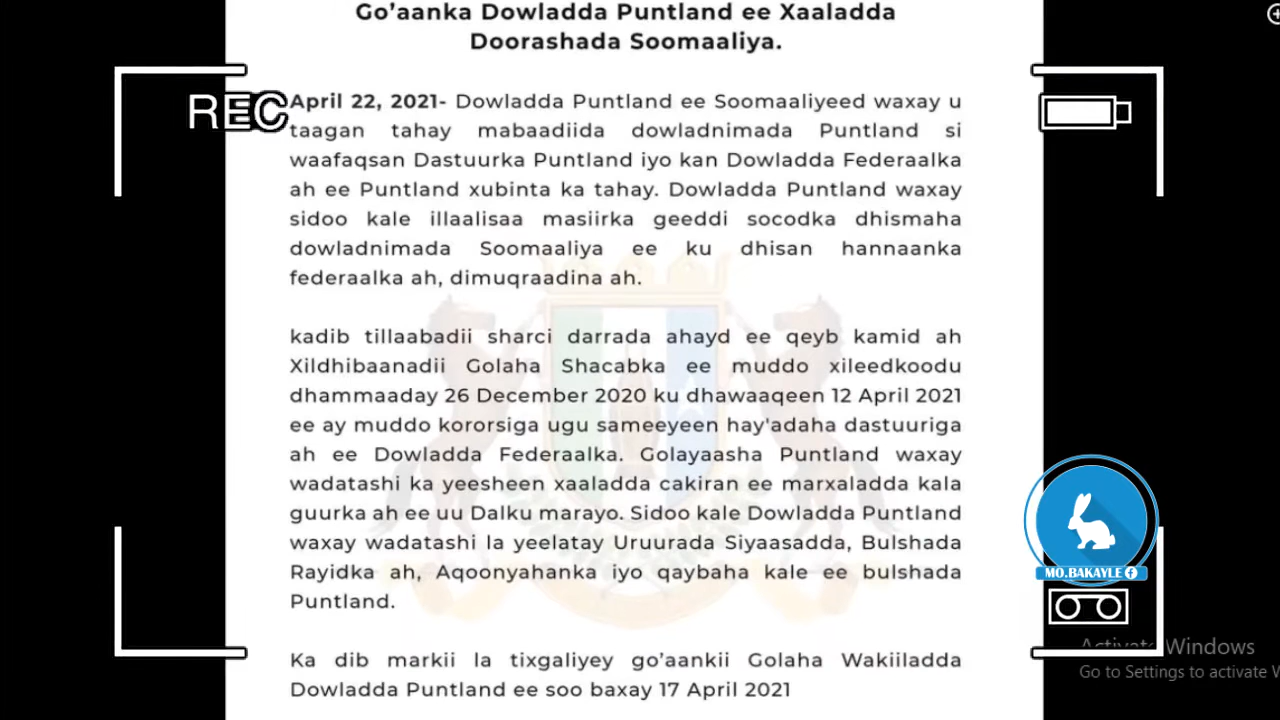 Go’aanka Dowladda Puntland ee Xaaladda
Doorashada Soomaaliya.
REC
April 22, 2021- Dowladda Puntland ee Soomaaliyeed waxay u
taagan tahay mabaadiida dowladnimada Puntland si
waafaqsan Dastuurka Puntland iyo kan Dowladda Federaalka
ah ee Puntland xubinta ka tahay. Dowladda Puntland waxay
sidoo kale illaalisaa masiirka geeddi socodka dhismaha
dowladnimada Soomaaliya ee ku dhisan hannaanka
federaalka ah, dimuqraadina ah.
kadib tillaabadii sharci darrada ahayd ee qeyb kamid ah
Xildhibaanadii Golaha Shacabka ee muddo xileedkoodu
dhammaaday 26 December 2020 ku dhawaaqeen 12 April 2021
ee ay muddo kororsiga ugu sameeyeen hay'adaha dastuuriga
ah ee Dowladda Federaalka. Golayaasha Puntland waxay
wadatashi ka yeesheen xaaladda cakiran ee marxaladda kala
guurka ah ee uu Dalku marayo. Sidoo kale Dowladda Puntland
waxay wadatashi la yeelatay Ururada Siyaasadda, Bulshada
Rayidka ah, Aqoonyahanka iyo qaybaha kale ee bulshada
Puntland.
MO.BAKAYLE
Ka dib markii la tixgaliyey go’aankii Golaha Wakiiladda
Dowladda Puntland ee soo baxay 17 April 2021
Activate Windows
Go to Settings to activate W